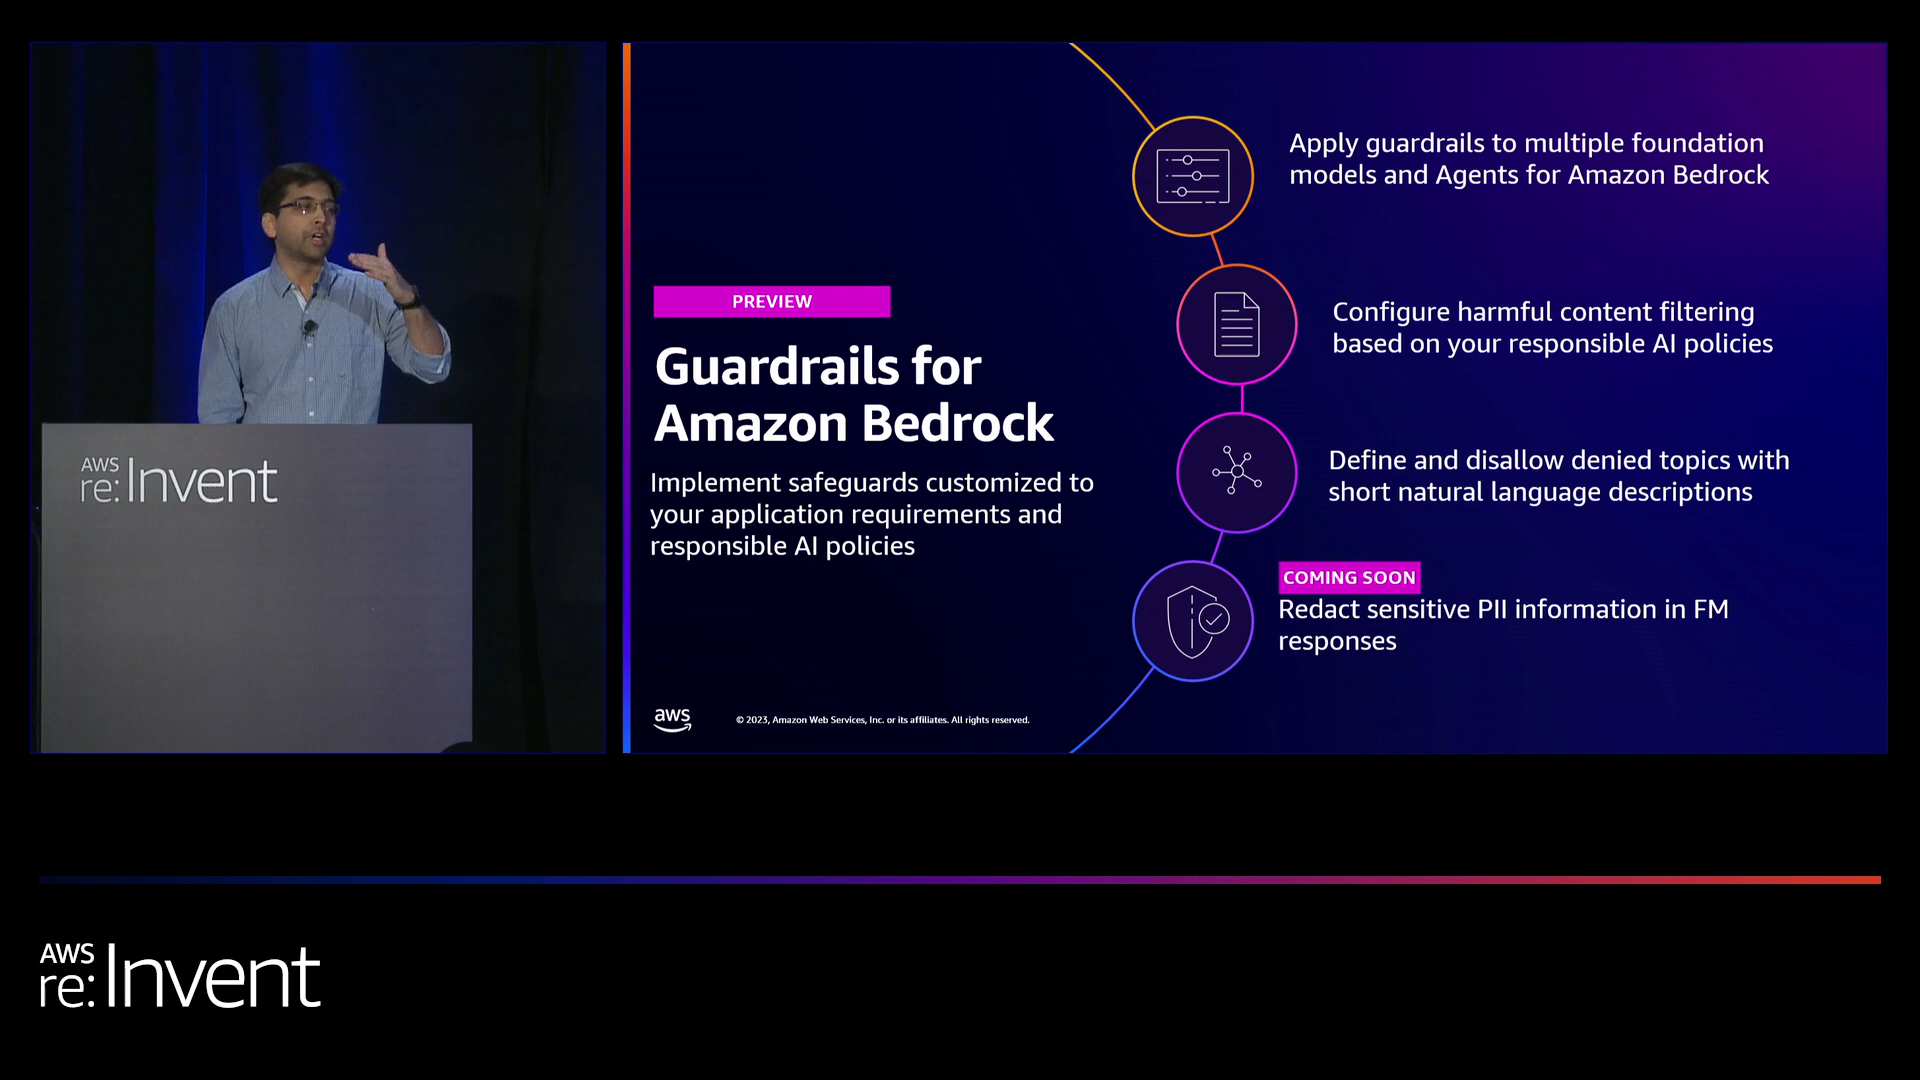 AWS
re:Invent
PREVIEW
Guardrails for
Amazon Bedrock
Implement safeguards customized to
your application requirements and
responsible AI policies
Apply guardrails to multiple foundation
models and Agents for Amazon Bedrock
Configure harmful content filtering
based on your responsible AI policies
Define and disallow denied topics with
short natural language descriptions
COMING SOON
Redact sensitive PII information in FM
responses
aws
© 2023, Amazon Web Services, Inc. or its affiliates. All rights reserved.
AWS
re:Invent